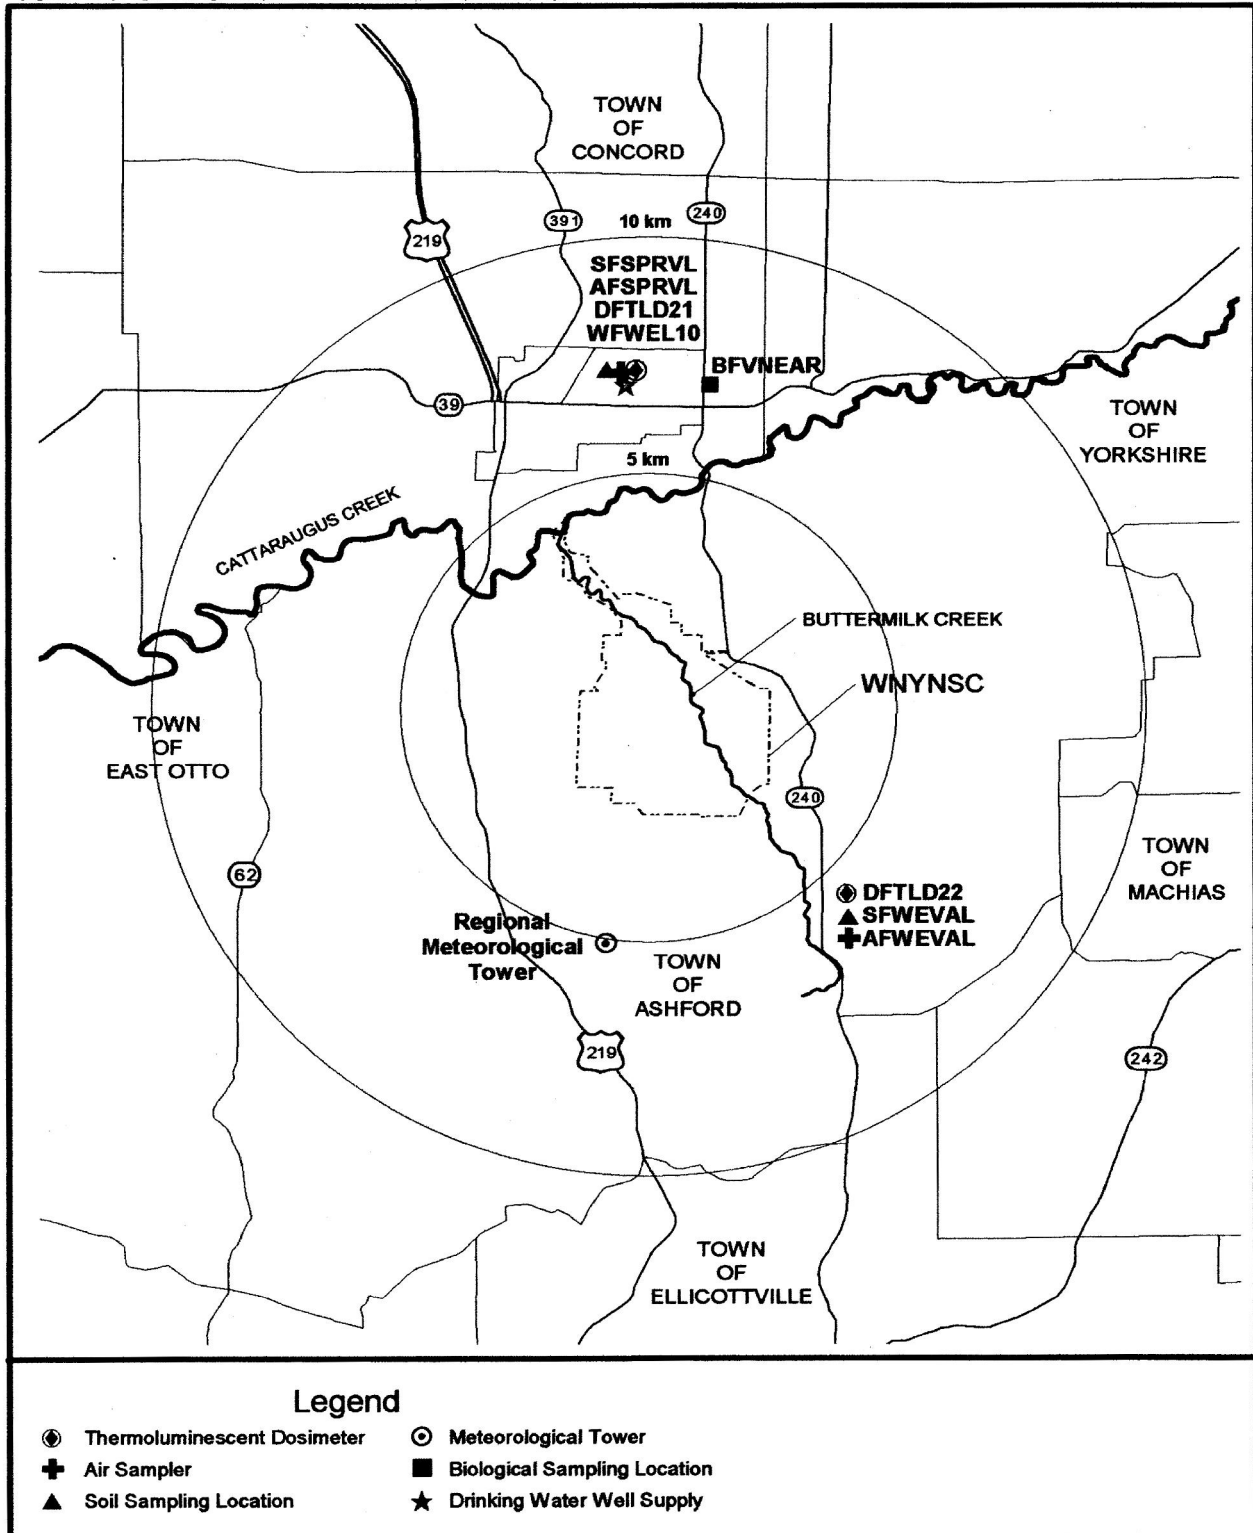 TOWN
OF
CONCORD
391
240
10 km
219
SFSPRVL
AFSPRVL
DFTLD21
WFWEL10
BFVNEAR
39
TOWN
OF
YORKSHIRE
5 km
CATTARAUGUS CREEK
BUTTERMILK CREEK
WNYNSC
TOWN
OF
EAST OTTO
240
62
TOWN
OF
MACHIAS
DFTLD22
SFWEVAL
AFWEVAL
Regional
Meteorological
Tower
TOWN
OF
ASHFORD
219
242
TOWN
OF
ELLICOTTVILLE
Legend
Thermoluminescent Dosimeter
Meteorological Tower
Air Sampler
Biological Sampling Location
Soil Sampling Location
Drinking Water Well Supply